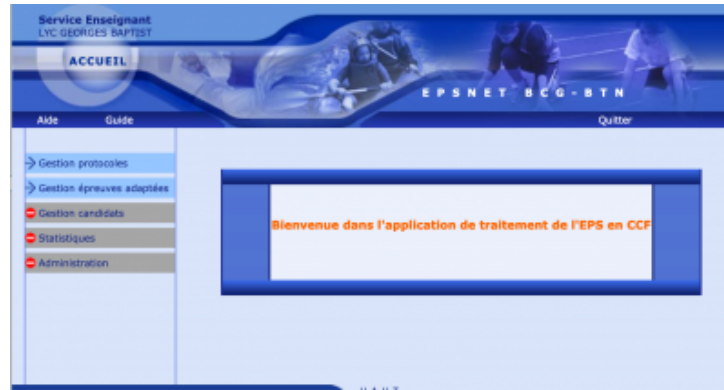 Service Enseignant
LYC GEORGES BAPTIST
ACCUEIL
EPSNET BCG-BTN
Aide Guide Quitter
Gestion protocoles
Gestion épreuves adaptées
Gestion candidats
Statistiques
Administration
Bienvenue dans l'application de traitement de l'EPS en CCF